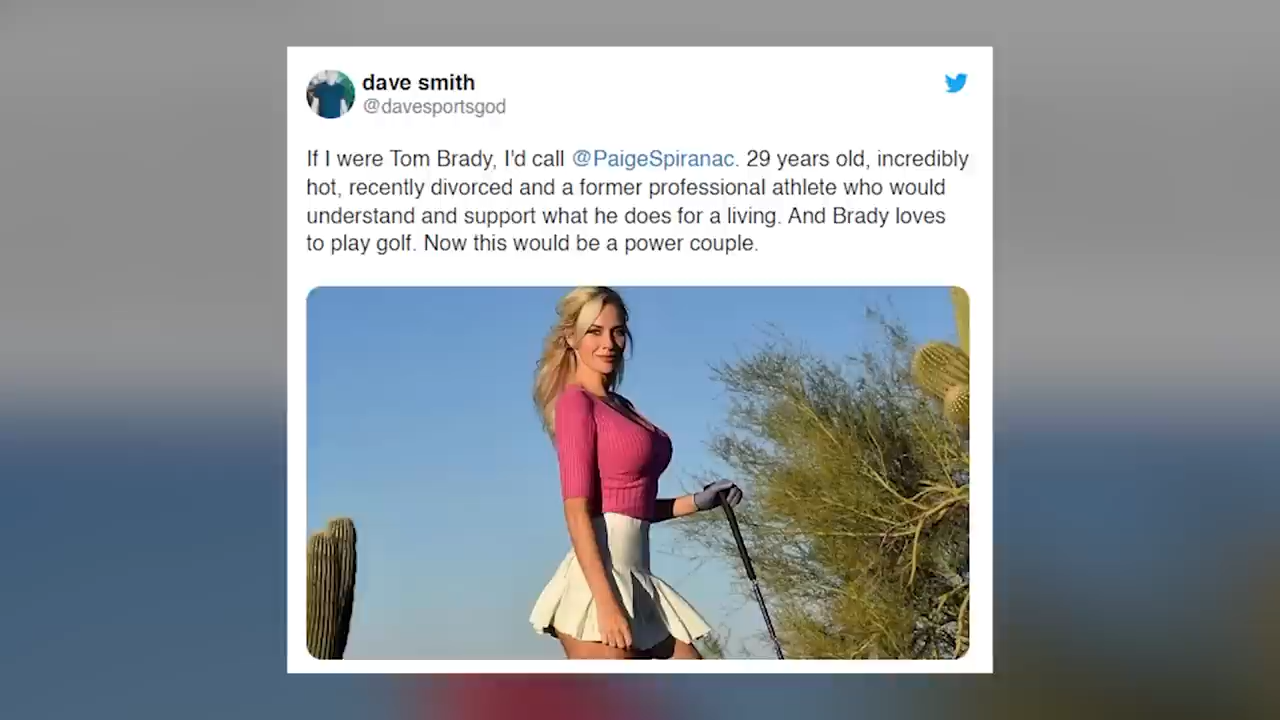 dave smith
@davesportsgod
If I were Tom Brady, I'd call @PaigeSpiranac. 29 years old, incredibly
hot, recently divorced and a former professional athlete who would
understand and support what he does for a living. And Brady loves
to play golf. Now this would be a power couple.